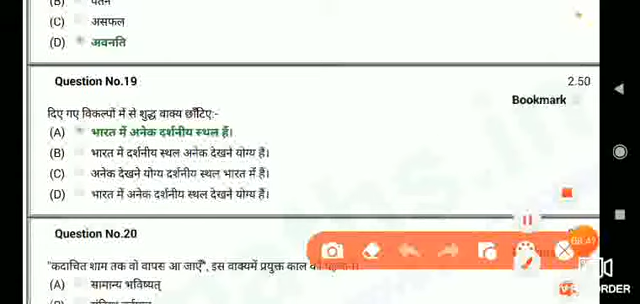 (B) पतन
(C) असफल
(D) अवनति
Question No.19
2.50
Bookmark
दिए गए विकल्पों में से शुद्ध वाक्य छाँटिए:-
(A) भारत में अनेक दर्शनीय स्थल हैं।
(B) भारत में दर्शनीय स्थल अनेक देखने योग्य हैं।
(C) अनेक देखने योग्य दर्शनीय स्थल भारत में हैं।
(D) भारत में अनेक दर्शनीय स्थल देखने योग्य हैं।
Question No.20
"कदाचित शाम तक वो वापस आ जाएँ", इस वाक्यमें प्रयुक्त काल
(A) सामान्य भविष्यत्